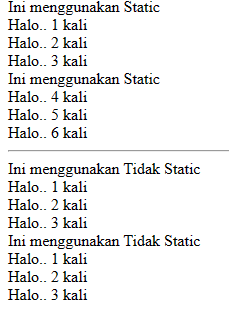 Ini menggunakan Static
Halo.. 1 kali
Halo.. 2 kali
Halo.. 3 kali
Ini menggunakan Static
Halo.. 4 kali
Halo.. 5 kali
Halo.. 6 kali
Ini menggunakan Tidak Static
Halo.. 1 kali
Halo.. 2 kali
Halo.. 3 kali
Ini menggunakan Tidak Static
Halo.. 1 kali
Halo.. 2 kali
Halo.. 3 kali